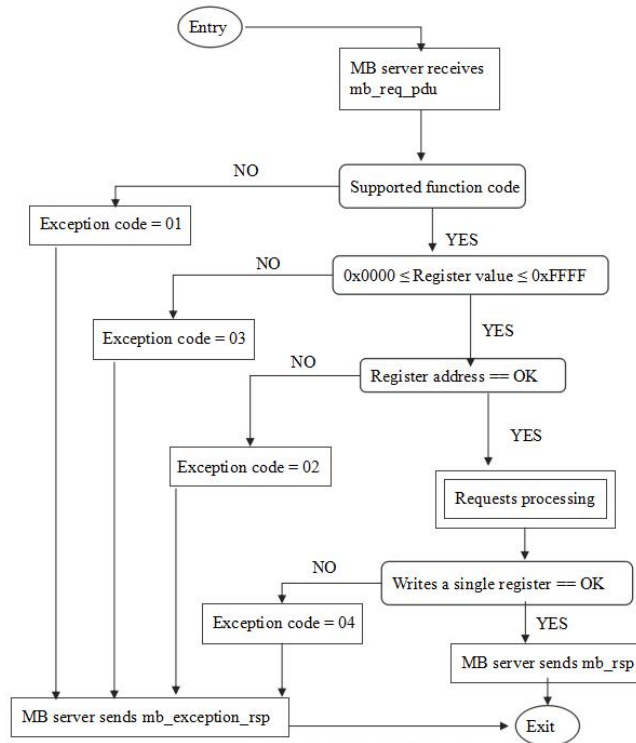 Entry
MB server receives
mb_req_pdu
NO
Supported function code
Exception code = 01
YES
NO
0x0000 ≤ Register value ≤ 0xFFFF
Exception code = 03
YES
NO
Register address == OK
Exception code = 02
YES
Requests processing
NO
Writes a single register == OK
Exception code = 04
YES
MB server sends mb_rsp
MB server sends mb_exception_rsp
Exit